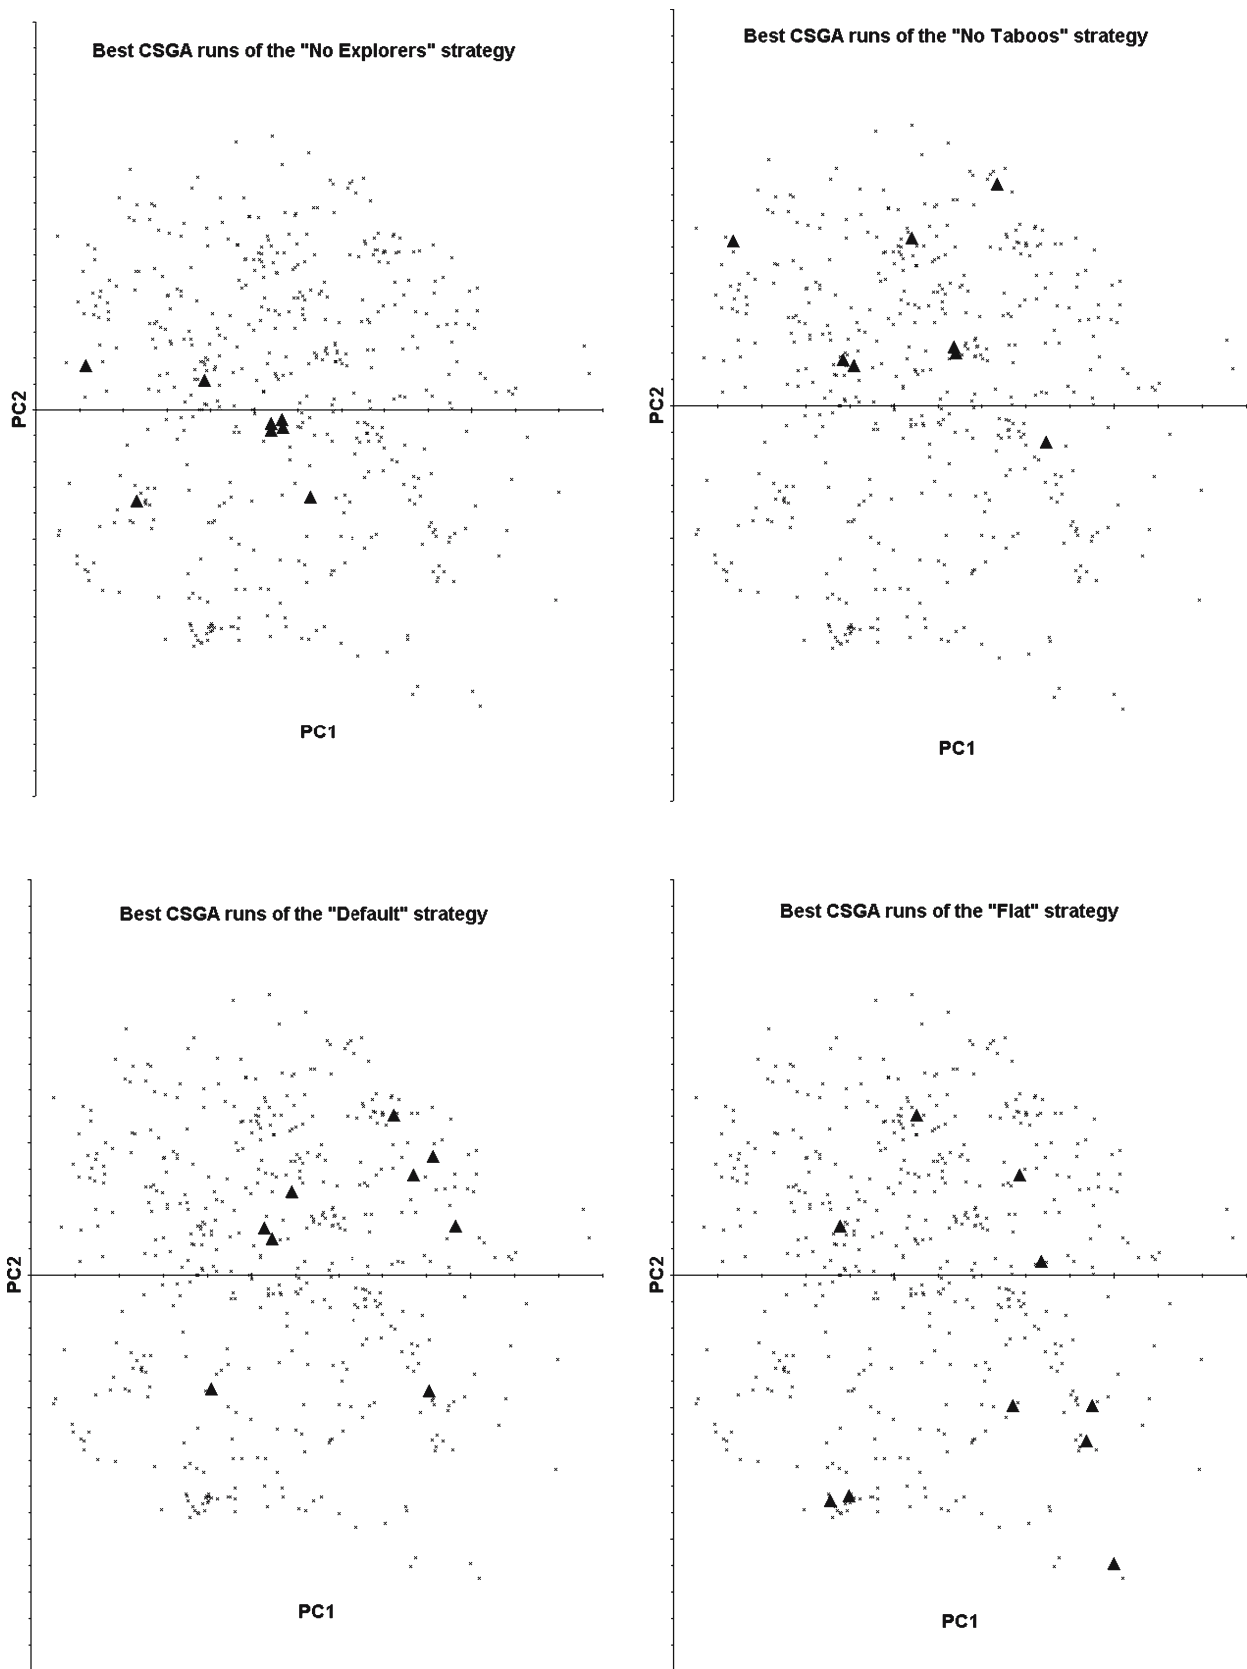 Best CSGA runs of the "No Explorers" strategy
PC2
PC1
Best CSGA runs of the "No Taboos" strategy
PC2
PC1
Best CSGA runs of the "Default" strategy
PC2
PC1
Best CSGA runs of the "Flat" strategy
PC2
PC1